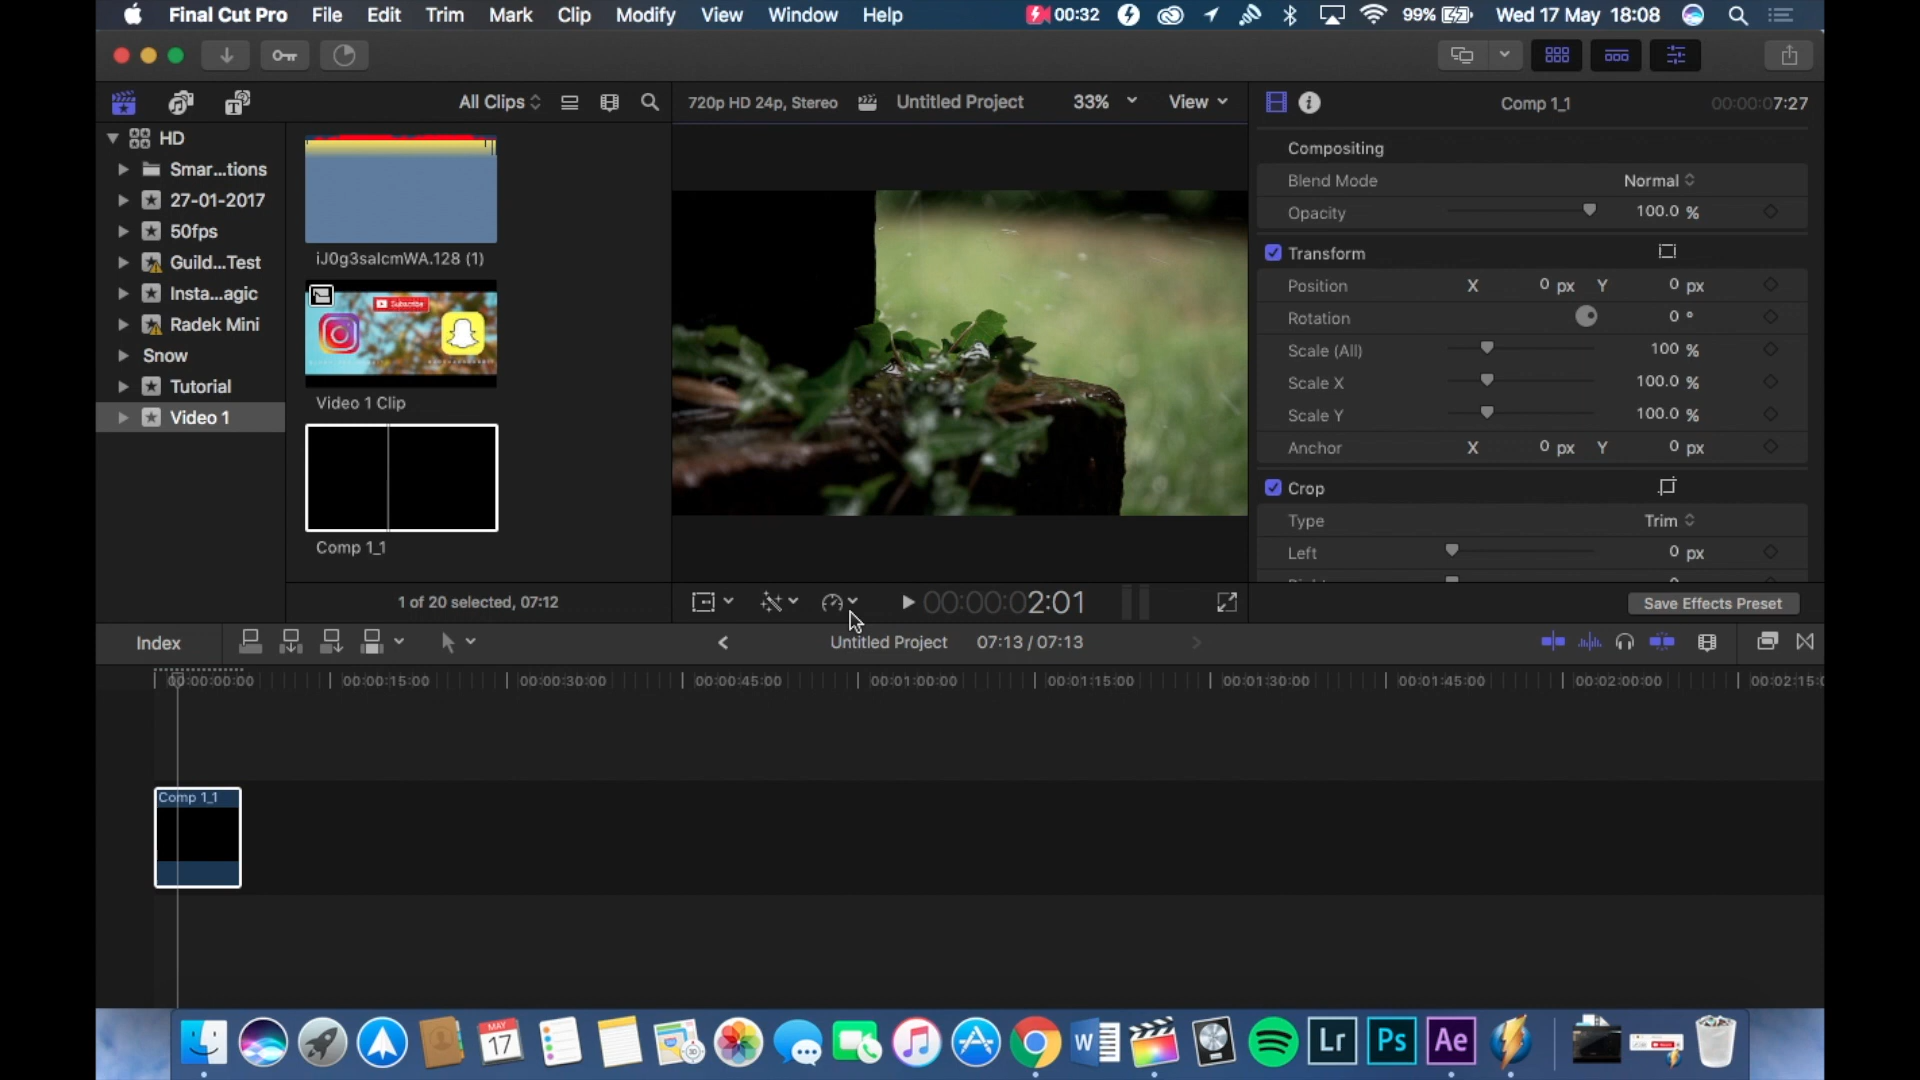 Final Cut Pro File Edit Trim Mark Clip Modify View Window Help 00:32 99% Wed 17 May 18:08
All Clips 720p HD 24p, Stereo Untitled Project 33% View Comp 1_1 00:00:07:27
HD
Smar...tions
27-01-2017
50fps
Guild...Test
Insta...agic
Radek Mini
Snow
Tutorial
Video 1
iJ0g3salcmWA.128 (1)
Subscribe
Video 1 Clip
Comp 1_1
1 of 20 selected, 07:12
00:00:02:01
Compositing
Blend Mode Normal
Opacity 100.0 %
Transform
Position X 0 px Y 0 px
Rotation 0 °
Scale (All) 100 %
Scale X 100.0 %
Scale Y 100.0 %
Anchor X 0 px Y 0 px
Crop
Type Trim
Left 0 px
Save Effects Preset
Index Untitled Project 07:13 / 07:13
00:00:00:00 00:00:15:00 00:00:30:00 00:00:45:00 00:01:00:00 00:01:15:00 00:01:30:00 00:01:45:00 00:02:00:00 00:02:15:0
Comp 1_1
MAY
17
3D
W
Lr
Ps
Ae